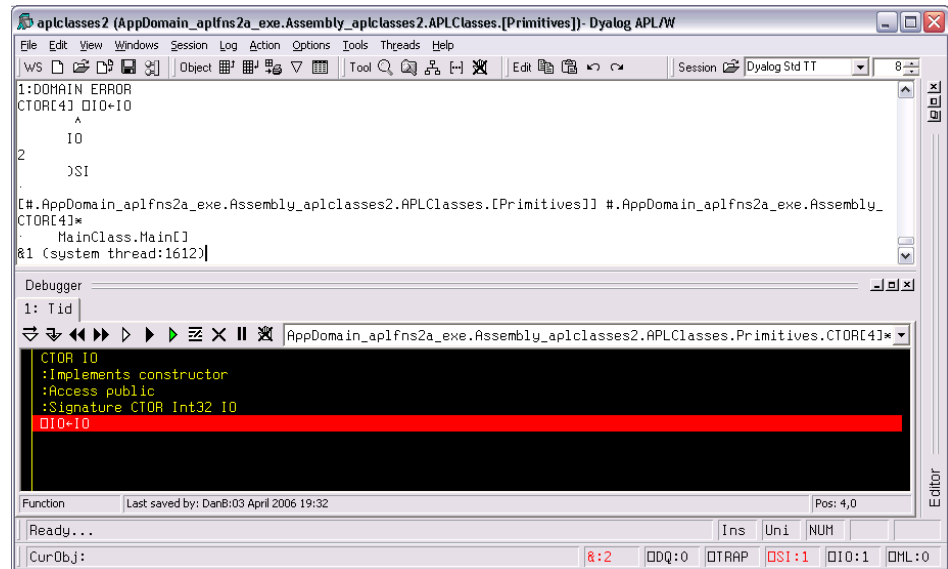 aplclasses2 (AppDomain_aplfns2a_exe.Assembly_aplclasses2.APLClasses.[Primitives])- Dyalog APL/W
File Edit View Windows Session Log Action Options Tools Threads Help
WS Object Tool Edit Session Dyalog Std TT 8
1:DOMAIN ERROR
CTOR[4] ⎕IO←IO
^
IO
2
)SI
·
[#.AppDomain_aplfns2a_exe.Assembly_aplclasses2.APLClasses.[Primitives]] #.AppDomain_aplfns2a_exe.Assembly_
CTOR[4]*
· MainClass.Main[]
&1 (system thread:1612)
Debugger
1: Tid
AppDomain_aplfns2a_exe.Assembly_aplclasses2.APLClasses.Primitives.CTOR[4]*
CTOR IO
:Implements constructor
:Access public
:Signature CTOR Int32 IO
⎕IO←IO
Editor
Function Last saved by: DanB:03 April 2006 19:32 Pos: 4,0
Ready... Ins Uni NUM
CurObj: &:2 ⎕DQ:0 ⎕TRAP ⎕SI:1 ⎕IO:1 ⎕ML:0